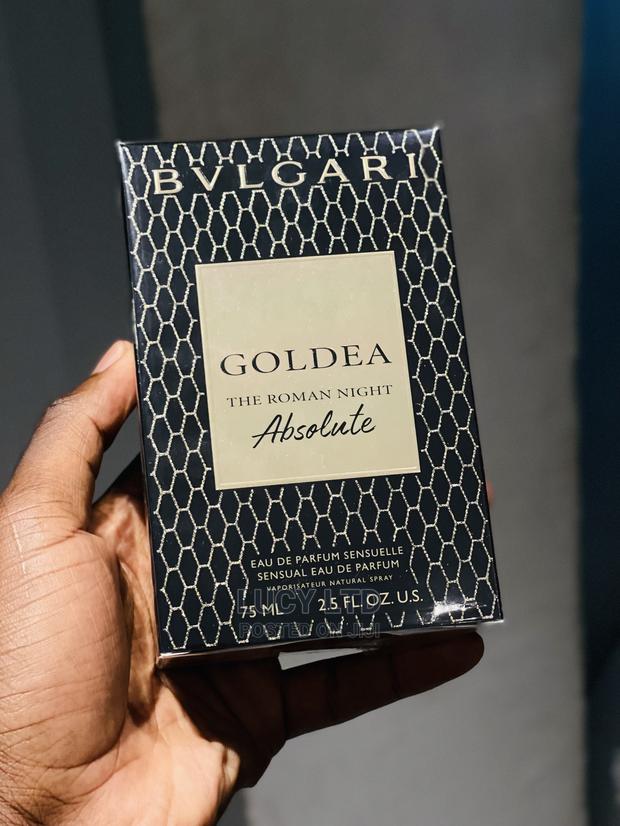 BVLGARI
GOLDEA
THE ROMAN NIGHT
Absolute
EAU DE PARFUM SENSUELLE
SENSUAL EAU DE PARFUM
VAPORISATEUR NATURAL SPRAY
75 ML 2.5 FL. OZ. U.S.
LUCY LTD
POSTED ON JIJI